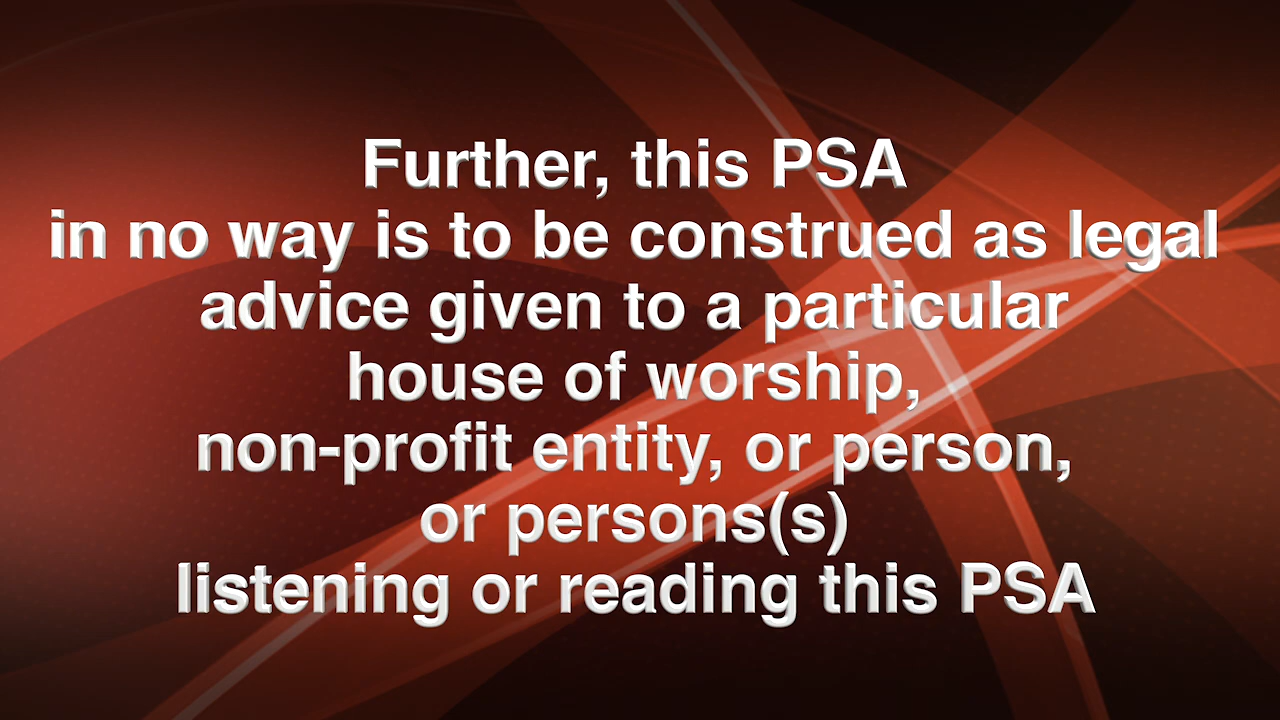 Further, this PSA
in no way is to be construed as legal
advice given to a particular
house of worship,
non-profit entity, or person,
or persons(s)
listening or reading this PSA